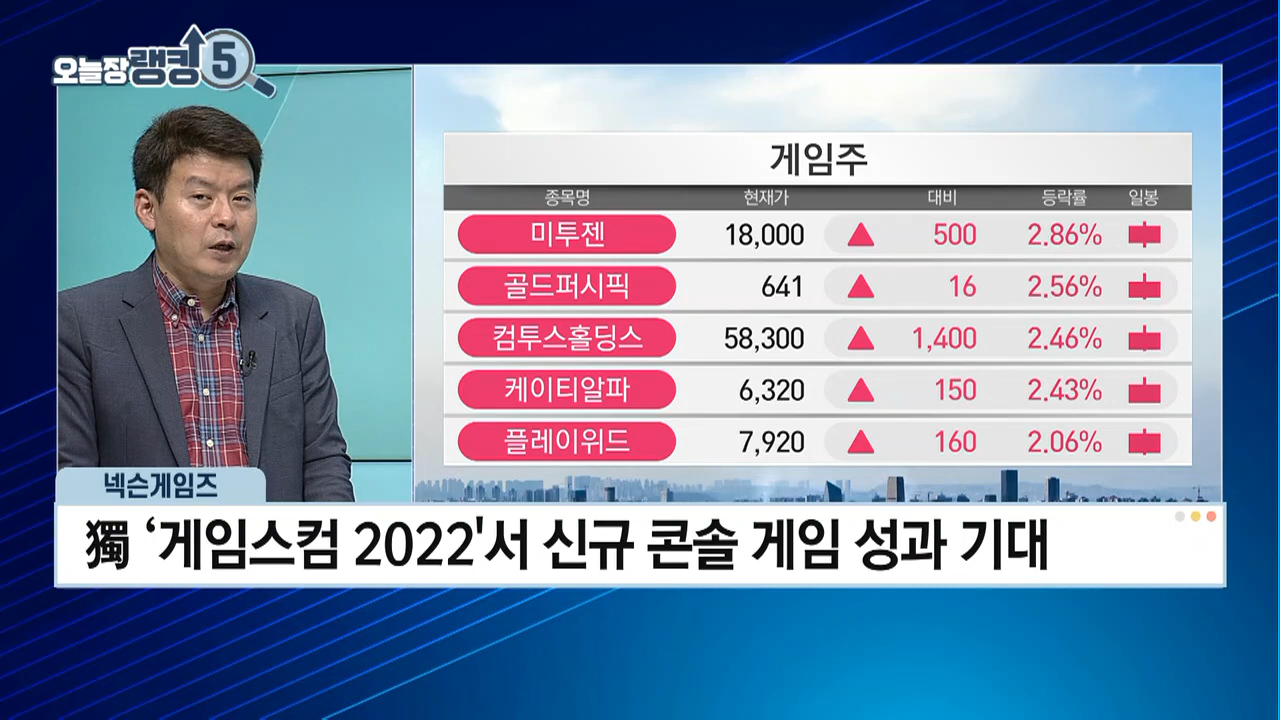 오늘장랭킹5
게임주
종목명 현재가 대비 등락률 일봉
미투젠 18,000 ▲ 500 2.86%
골드퍼시픽 641 ▲ 16 2.56%
컴투스홀딩스 58,300 ▲ 1,400 2.46%
케이티알파 6,320 ▲ 150 2.43%
플레이위드 7,920 ▲ 160 2.06%
넥슨게임즈
獨 ‘게임스컴 2022'서 신규 콘솔 게임 성과 기대